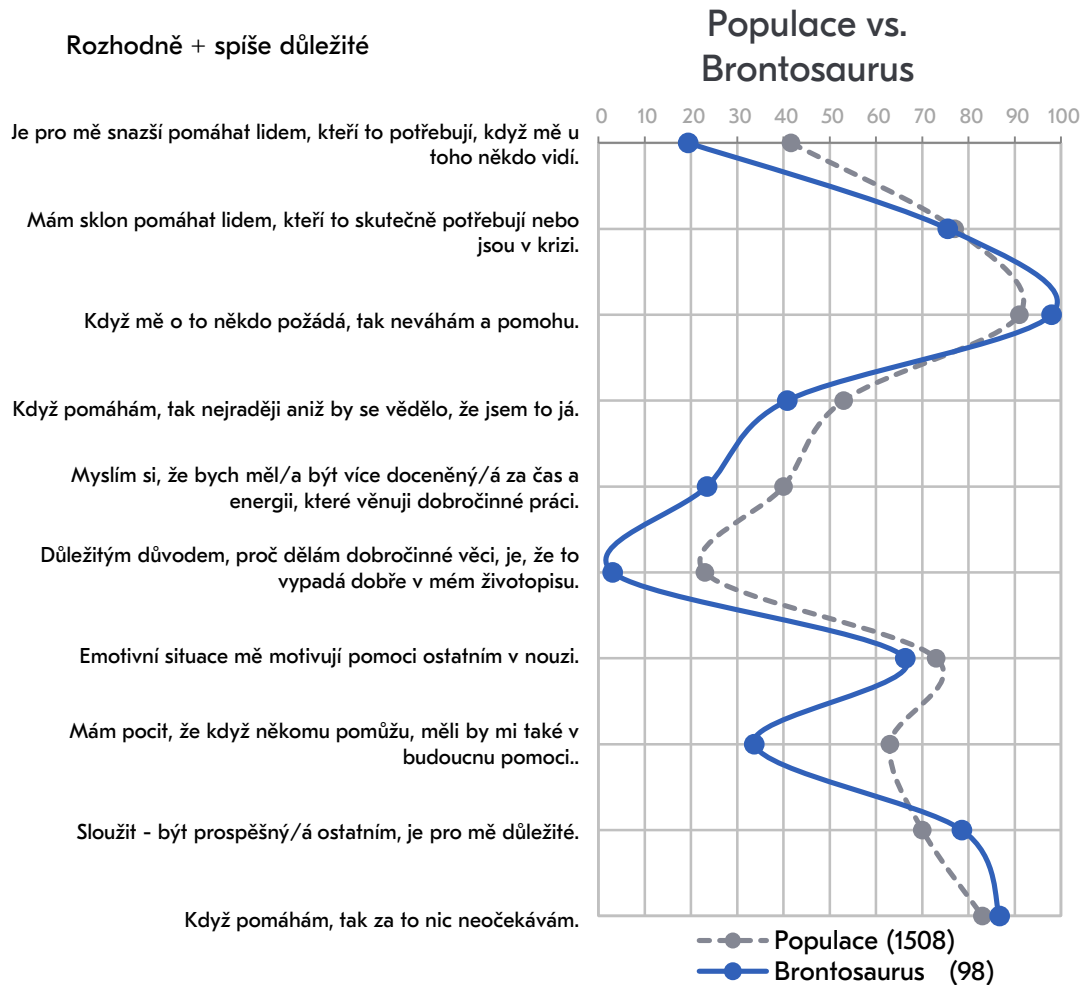 Rozhodně + spíše důležité
Populace vs.
Brontosaurus
0 10 20 30 40 50 60 70 80 90 100
Je pro mě snazší pomáhat lidem, kteří to potřebují, když mě u
toho někdo vidí.
Mám sklon pomáhat lidem, kteří to skutečně potřebují nebo
jsou v krizi.
Když mě o to někdo požádá, tak neváhám a pomohu.
Když pomáhám, tak nejraději aniž by se vědělo, že jsem to já.
Myslím si, že bych měl/a být více doceněný/á za čas a
energii, které věnuji dobročinné práci.
Důležitým důvodem, proč dělám dobročinné věci, je, že to
vypadá dobře v mém životopisu.
Emotivní situace mě motivují pomoci ostatním v nouzi.
Mám pocit, že když někomu pomůžu, měli by mi také v
budoucnu pomoci..
Sloužit - být prospěšný/á ostatním, je pro mě důležité.
Když pomáhám, tak za to nic neočekávám.
Populace (1508)
Brontosaurus (98)